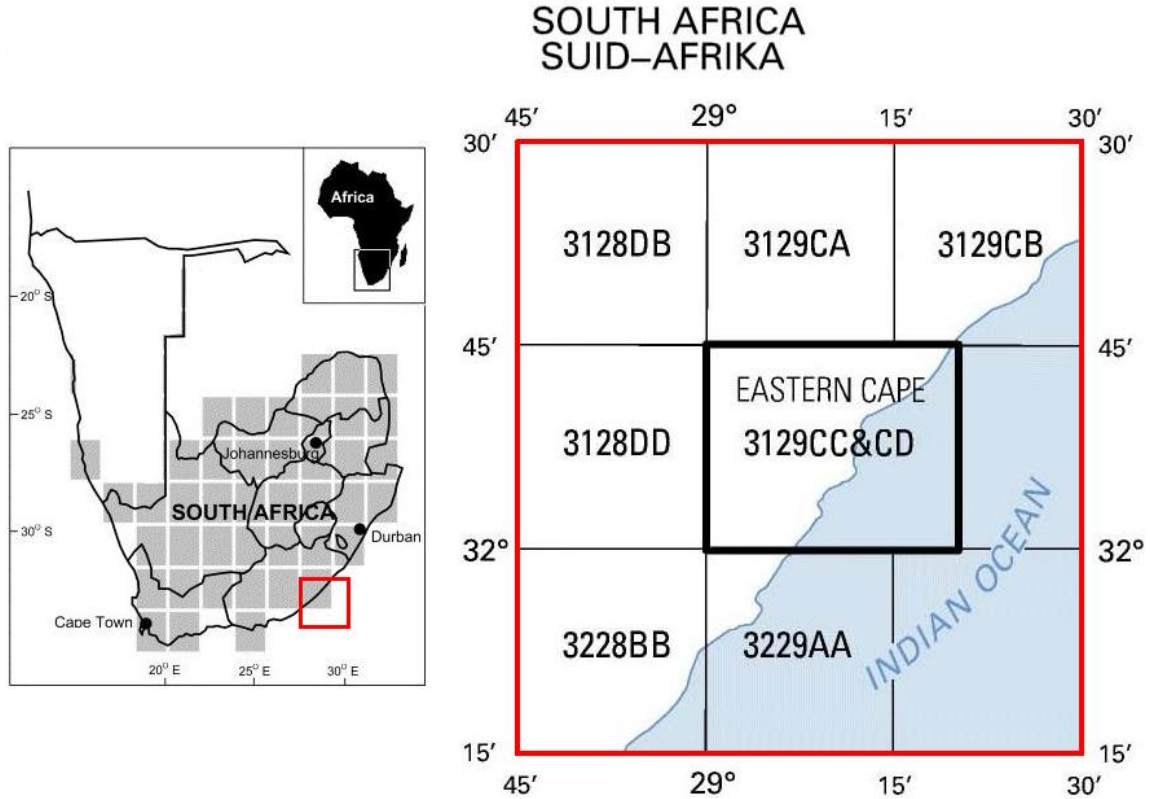 SOUTH AFRICA
SUID–AFRIKA
Africa
20° S
25° S
30° S
Johannesburg
SOUTH AFRICA
Durban
Cape Town
20° E
25° E
30° E
45′
29°
15′
30′
30′
30′
3128DB
3129CA
3129CB
45′
45′
EASTERN CAPE
3128DD
3129CC&CD
32°
32°
INDIAN OCEAN
3228BB
3229AA
15′
15′
45′
29°
15′
30′